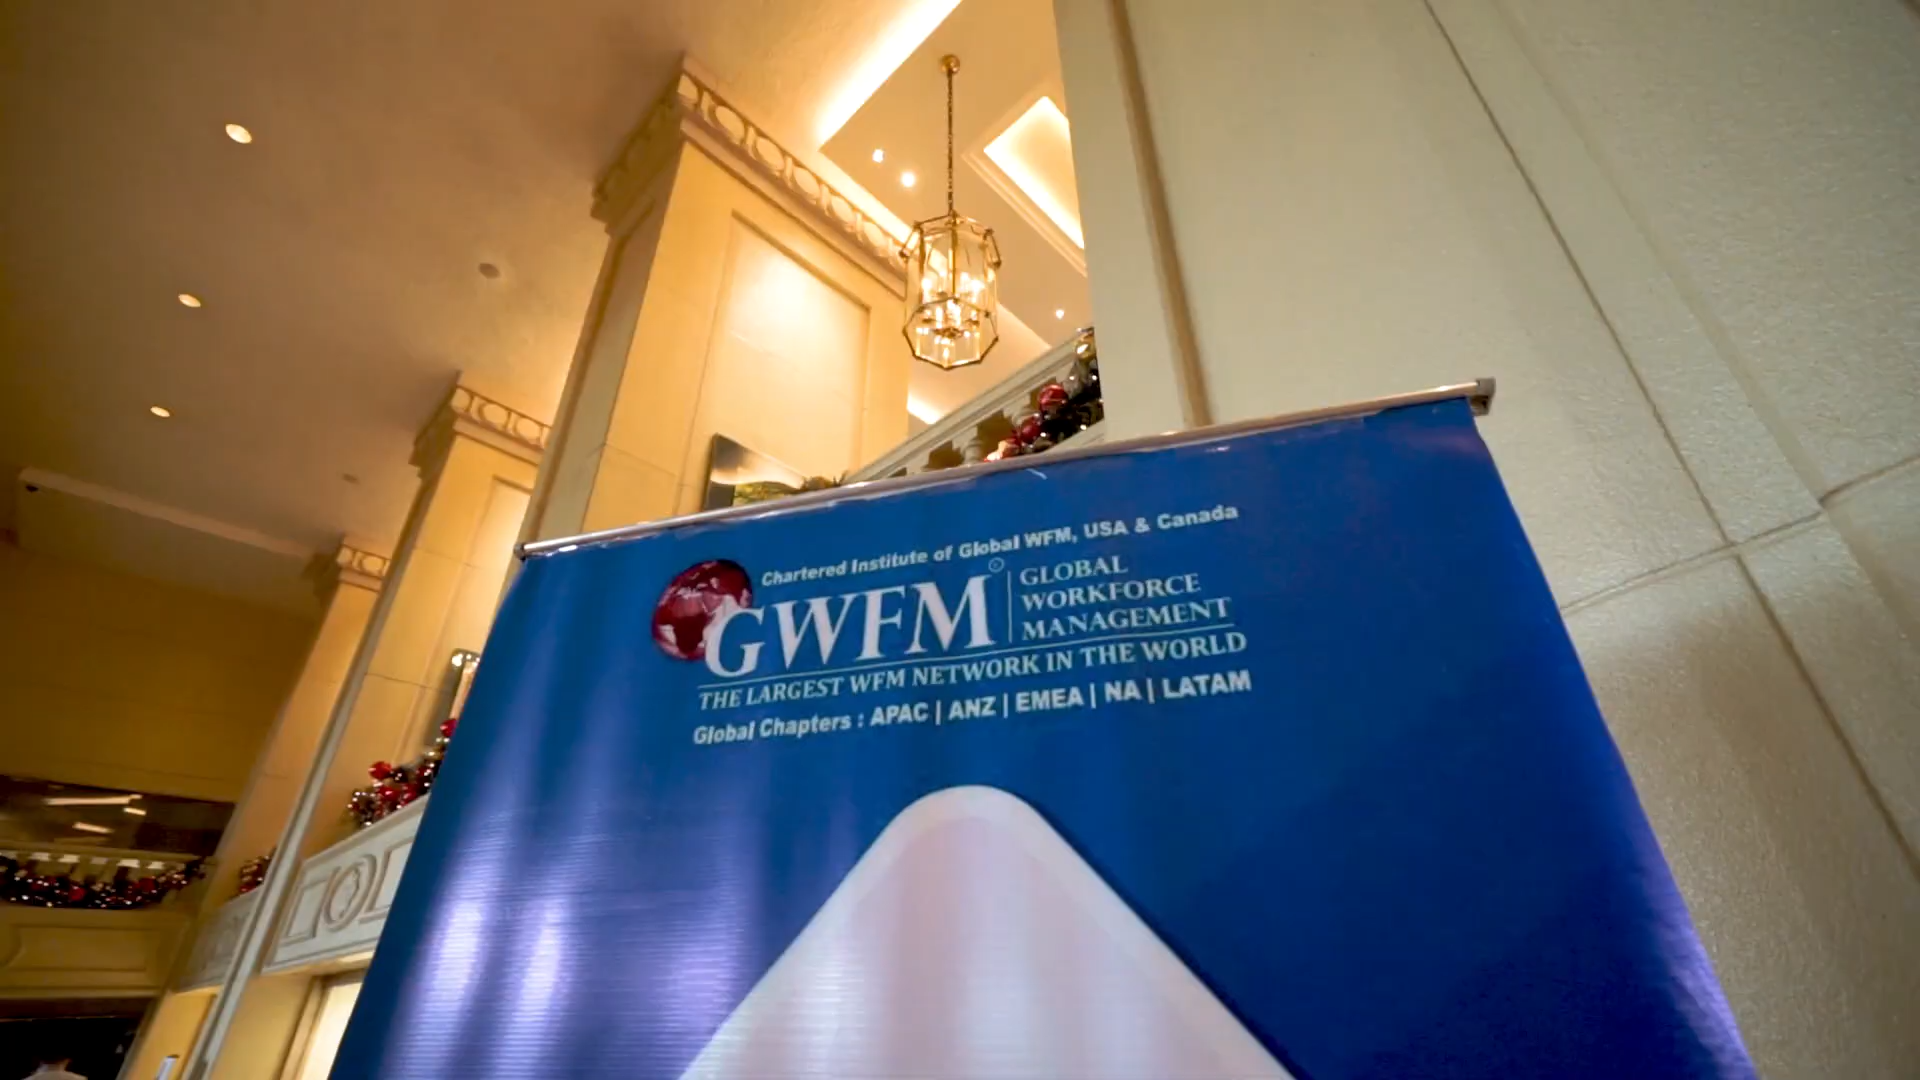 Chartered Institute of Global WFM, USA & Canada
GWFM
GLOBAL
WORKFORCE
MANAGEMENT
THE LARGEST WFM NETWORK IN THE WORLD
Global Chapters : APAC | ANZ | EMEA | NA | LATAM